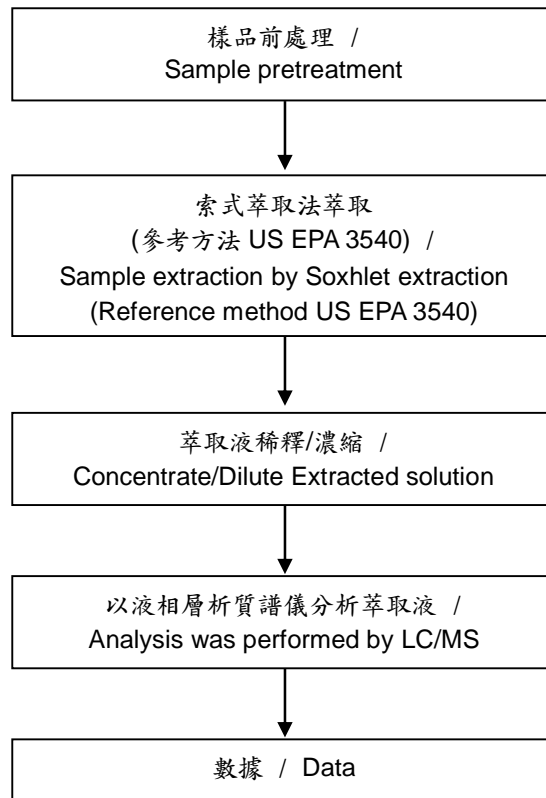 樣品前處理 /
Sample pretreatment
索式萃取法萃取
(參考方法 US EPA 3540) /
Sample extraction by Soxhlet extraction
(Reference method US EPA 3540)
萃取液稀釋/濃縮 /
Concentrate/Dilute Extracted solution
以液相層析質譜儀分析萃取液 /
Analysis was performed by LC/MS
數據 / Data